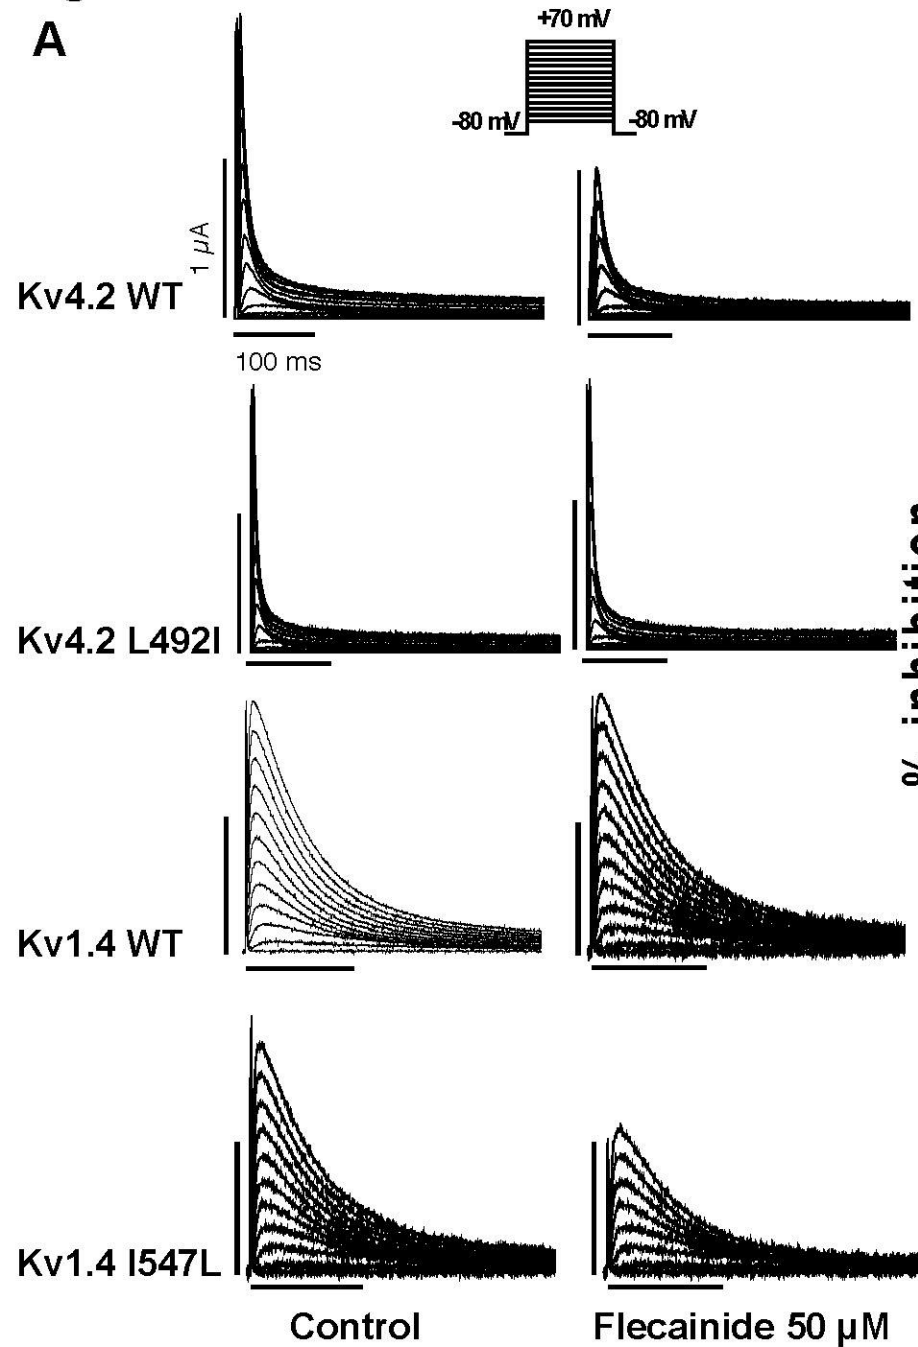 A
+70 mV
-80 mV
-80 mV
1 µA
Kv4.2 WT
100 ms
Kv4.2 L492I
% inhibition
Kv1.4 WT
Kv1.4 I547L
Control
Flecainide 50 µM